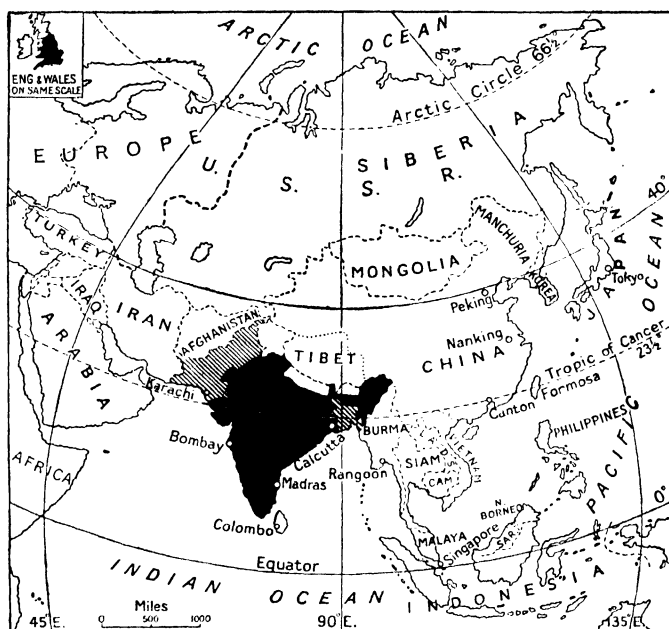 ENG & WALES
ON SAME SCALE
ARCTIC OCEAN
Arctic Circle 66½
EUROPE
U. S. S. R.
SIBERIA
40°
TURKEY
MONGOLIA
MANCHURIA
KOREA
JAPAN
Tokyo
PACIFIC OCEAN
IRAQ
IRAN
AFGHANISTAN
Peking
ARABIA
TIBET
Nanking
CHINA
Tropic of Cancer
23½°
Karachi
Canton
Formosa
Bombay
Calcutta
BURMA
PHILIPPINES
AFRICA
Rangoon
SIAM
VIETNAM
CAM
Madras
Colombo
N.
BORNEO
SAR.
0°
MALAYA
Singapore
Equator
INDIAN OCEAN
INDONESIA
Miles
0 500 1000
45°E.
90°E.
135°E.